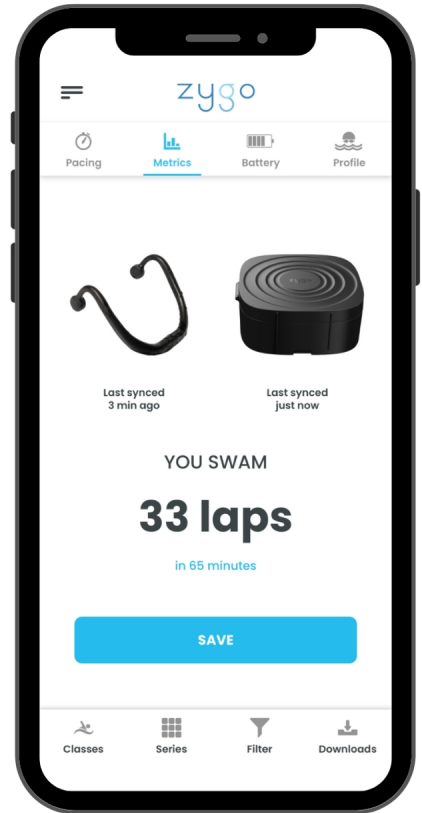 zygo
Pacing
Metrics
Battery
Profile
Last synced
3 min ago
Last synced
just now
YOU SWAM
33 laps
in 65 minutes
SAVE
Classes
Series
Filter
Downloads